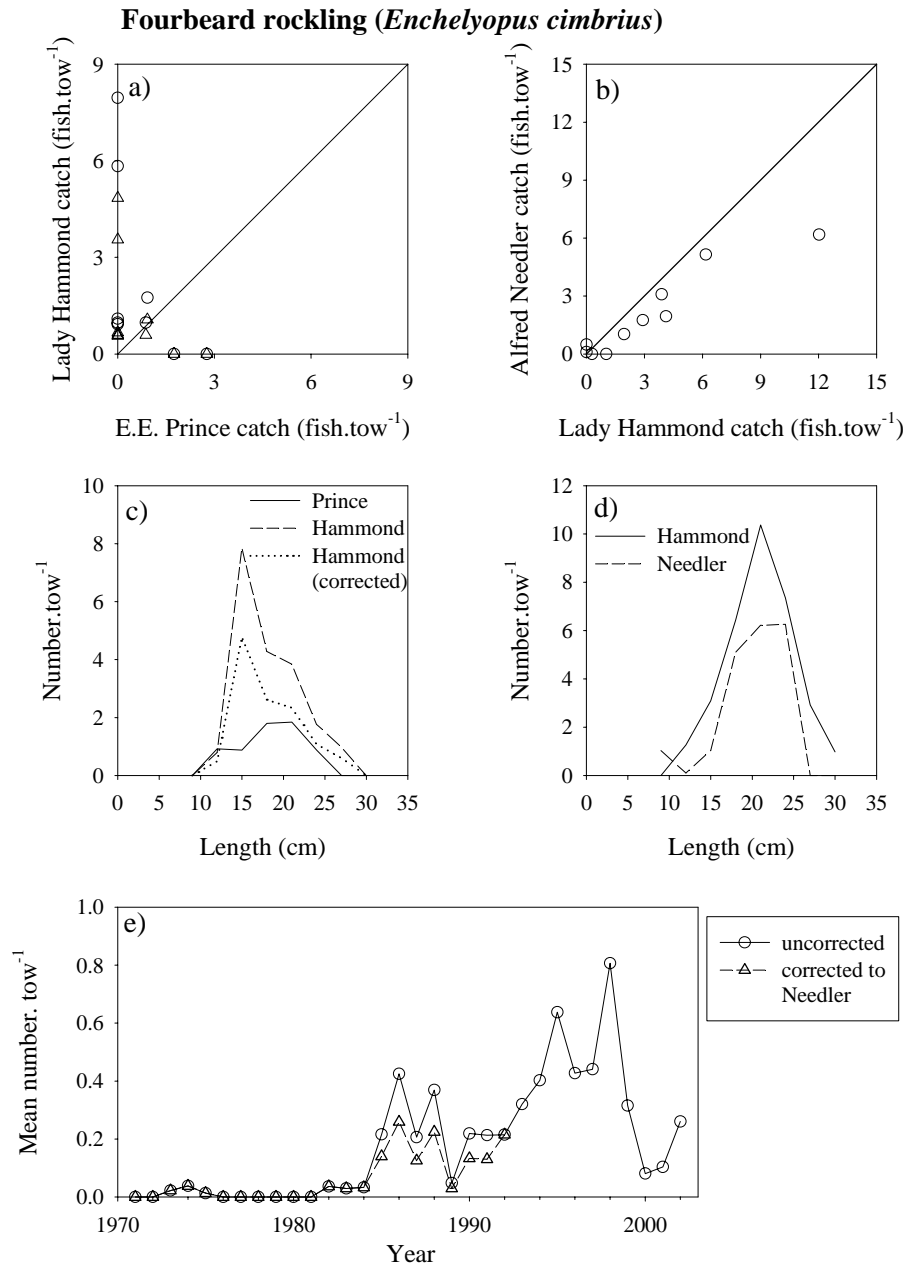 Fourbeard rockling (Enchelyopus cimbrius)
a)
Lady Hammond catch (fish.tow-1)
9
6
3
0
0 3 6 9
E.E. Prince catch (fish.tow-1)
b)
Alfred Needler catch (fish.tow-1)
15
12
9
6
3
0
0 3 6 9 12 15
Lady Hammond catch (fish.tow-1)
c)
Prince
Hammond
Hammond
(corrected)
Number.tow-1
10
8
6
4
2
0
0 5 10 15 20 25 30 35
Length (cm)
d)
Hammond
Needler
Number.tow-1
12
10
8
6
4
2
0
0 5 10 15 20 25 30 35
Length (cm)
e)
Mean number. tow-1
1.0
0.8
0.6
0.4
0.2
0.0
1970 1980 1990 2000
Year
uncorrected
corrected to
Needler